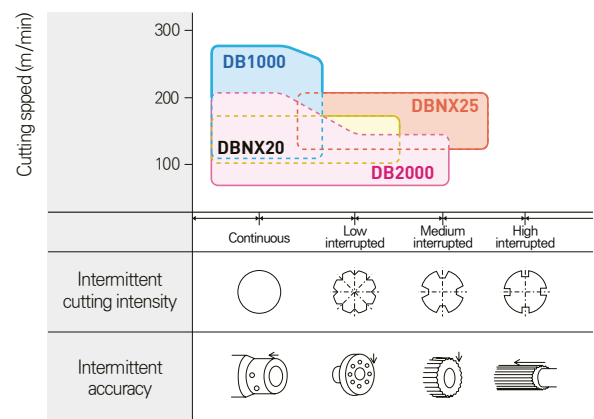 Cutting spped (m/min)
300
200
100
DB1000
DBNX25
DBNX20
DB2000
Continuous
Low
interrupted
Medium
interrupted
High
interrupted
Intermittent
cutting intensity
Intermittent
accuracy